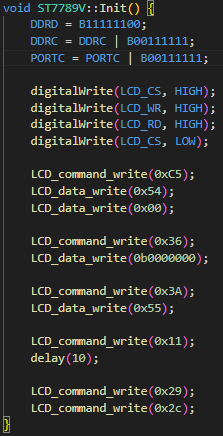 void ST7789V::Init() {
    DDRD = B11111100;
    DDRC = DDRC | B00111111;
    PORTC = PORTC | B00111111;

    digitalWrite(LCD_CS, HIGH);
    digitalWrite(LCD_WR, HIGH);
    digitalWrite(LCD_RD, HIGH);
    digitalWrite(LCD_CS, LOW);

    LCD_command_write(0xC5);
    LCD_data_write(0x54);
    LCD_data_write(0x00);

    LCD_command_write(0x36);
    LCD_data_write(0b0000000);

    LCD_command_write(0x3A);
    LCD_data_write(0x55);

    LCD_command_write(0x11);
    delay(10);

    LCD_command_write(0x29);
    LCD_command_write(0x2c);
}